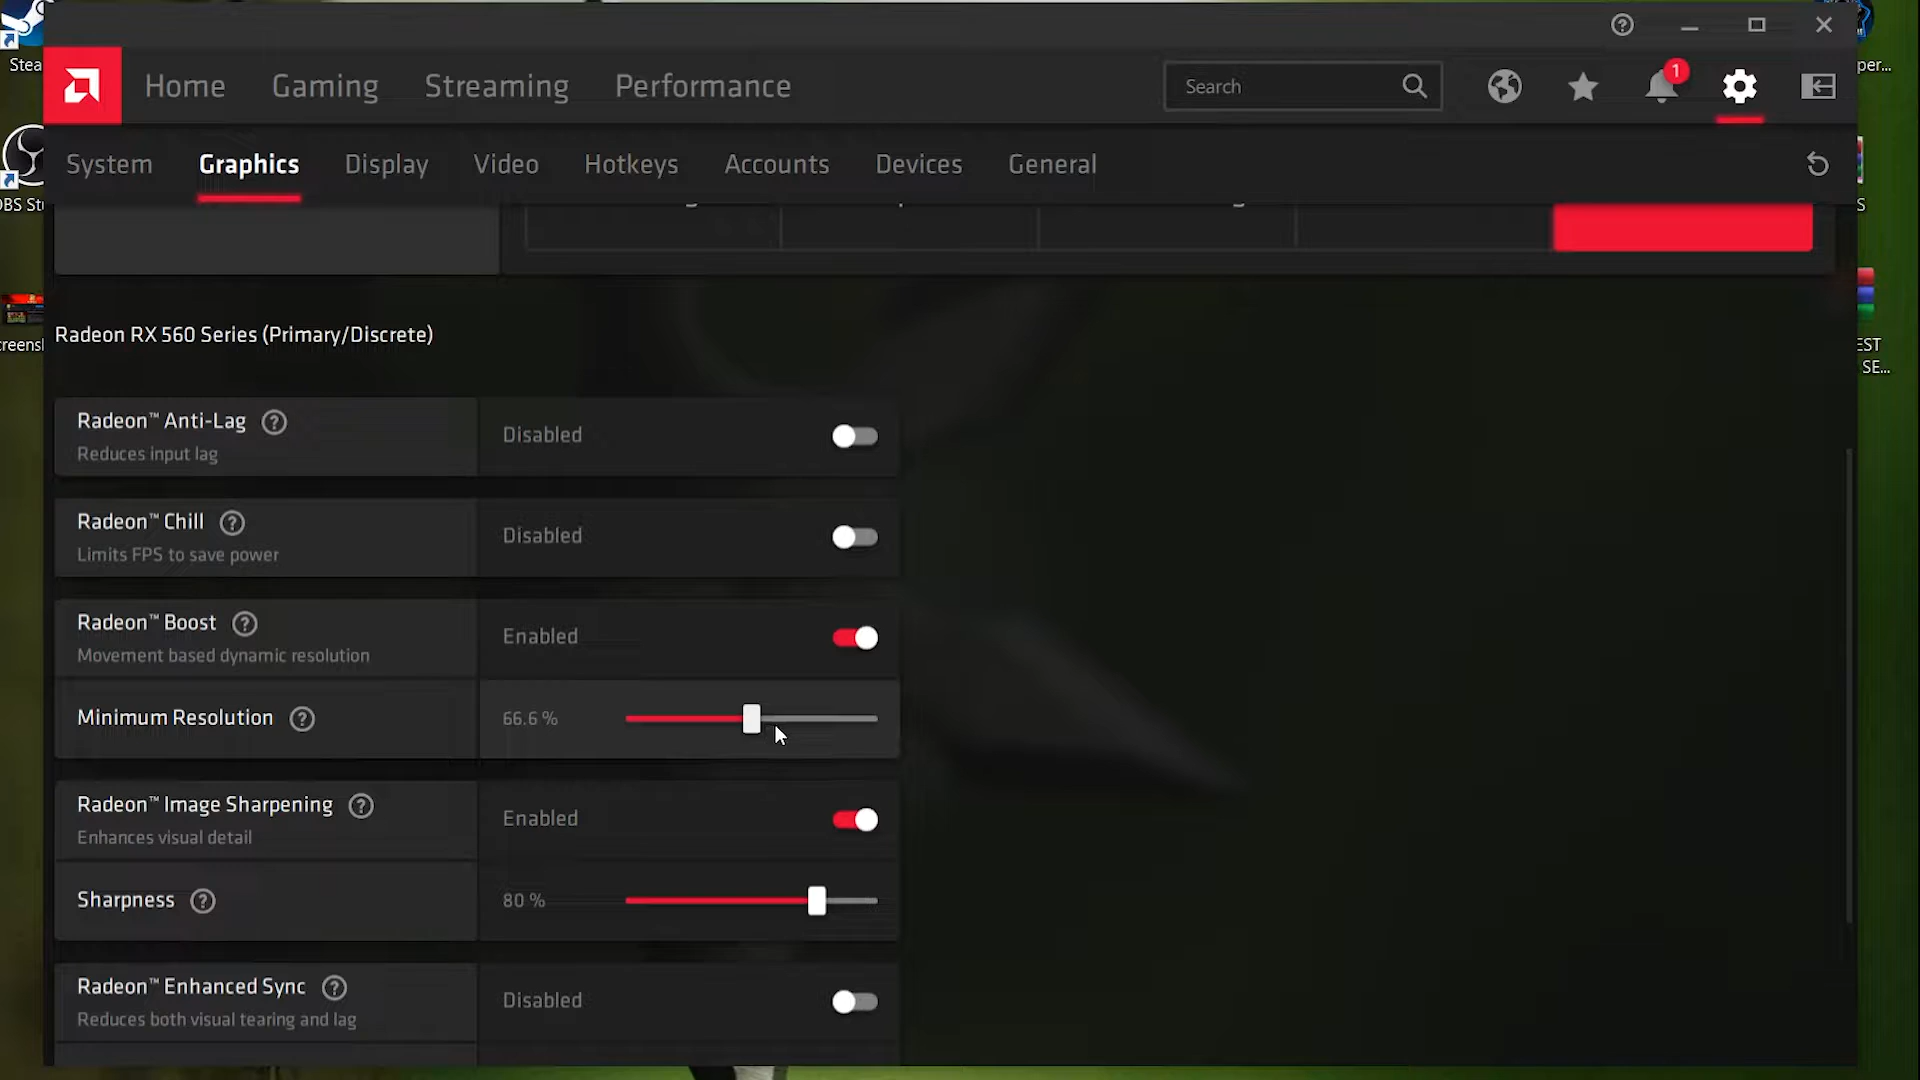 Home Gaming Streaming Performance Search 1
System Graphics Display Video Hotkeys Accounts Devices General
Radeon RX 560 Series (Primary/Discrete)
Radeon™ Anti-Lag ?
Reduces input lag
Disabled
Radeon™ Chill ?
Limits FPS to save power
Disabled
Radeon™ Boost ?
Movement based dynamic resolution
Enabled
Minimum Resolution ?
66.6 %
Radeon™ Image Sharpening ?
Enhances visual detail
Enabled
Sharpness ?
80 %
Radeon™ Enhanced Sync ?
Reduces both visual tearing and lag
Disabled
Stea
OBS Stu
creensh
per...
S
EST
SE...